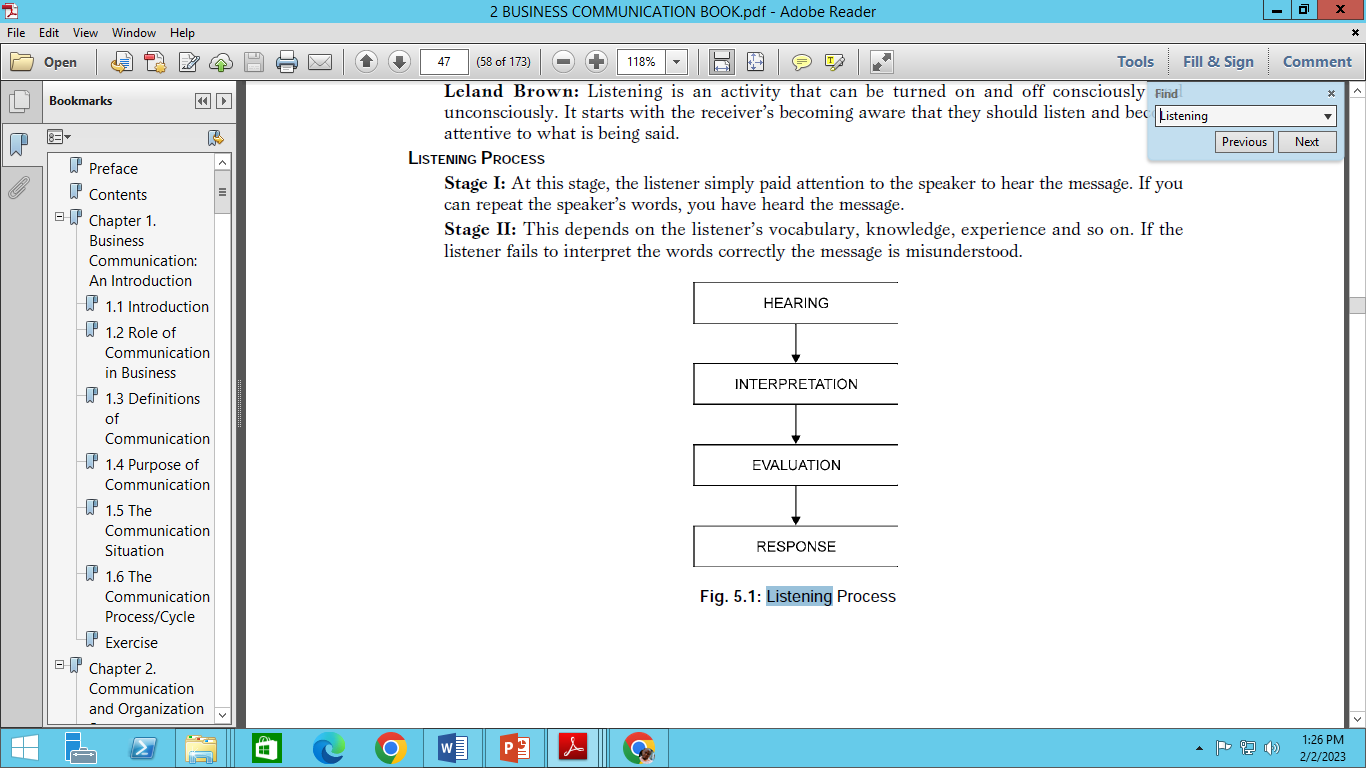 2 BUSINESS COMMUNICATION BOOK.pdf - Adobe Reader
File Edit View Window Help
Open 47 (58 of 173) 118% Tools Fill & Sign Comment
Bookmarks
Preface
Contents
Chapter 1.
Business
Communication:
An Introduction
1.1 Introduction
1.2 Role of
Communication
in Business
1.3 Definitions
of
Communication
1.4 Purpose of
Communication
1.5 The
Communication
Situation
1.6 The
Communication
Process/Cycle
Exercise
Chapter 2.
Communication
and Organization
Leland Brown: Listening is an activity that can be turned on and off consciously
unconsciously. It starts with the receiver's becoming aware that they should listen and
attentive to what is being said.
LISTENING PROCESS
Stage I: At this stage, the listener simply paid attention to the speaker to hear the message. If you
can repeat the speaker's words, you have heard the message.
Stage II: This depends on the listener's vocabulary, knowledge, experience and so on. If the
listener fails to interpret the words correctly the message is misunderstood.
HEARING
INTERPRETATION
EVALUATION
RESPONSE
Fig. 5.1: Listening Process
Find
Listening
Previous Next
1:26 PM
2/2/2023